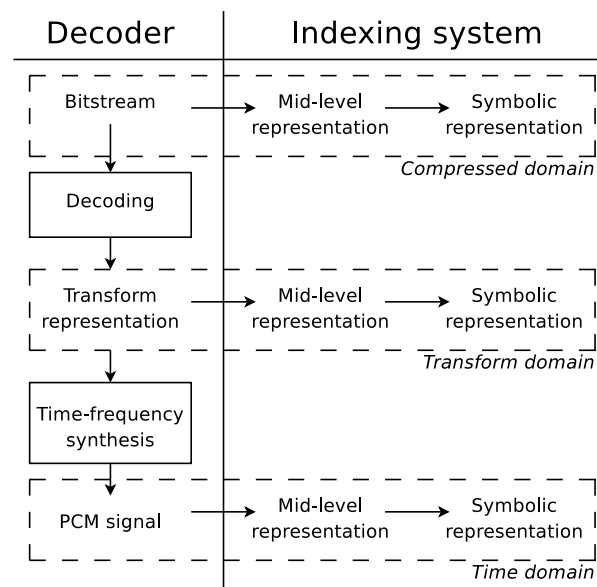 Decoder
Indexing system
Bitstream
Mid-level
representation
Symbolic
representation
Compressed domain
Decoding
Transform
representation
Mid-level
representation
Symbolic
representation
Transform domain
Time-frequency
synthesis
PCM signal
Mid-level
representation
Symbolic
representation
Time domain